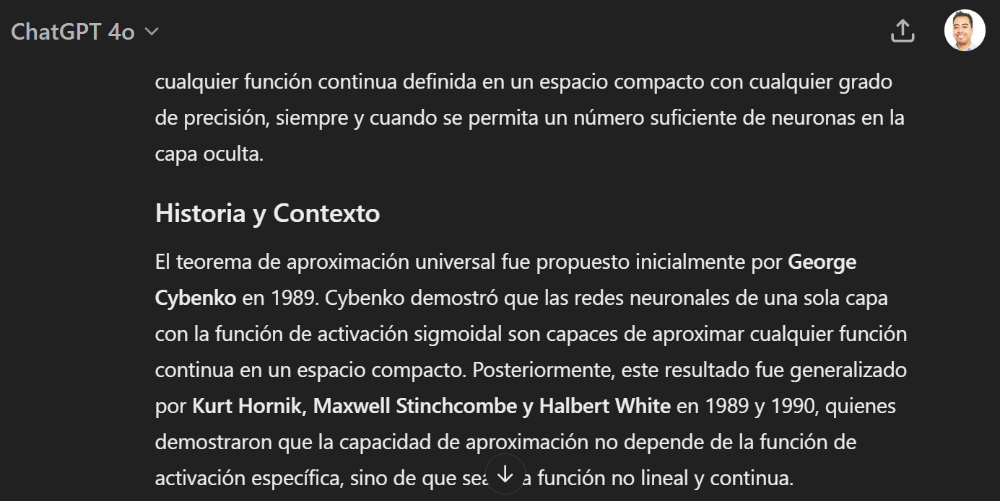 ChatGPT 4o
cualquier función continua definida en un espacio compacto con cualquier grado
de precisión, siempre y cuando se permita un número suficiente de neuronas en la
capa oculta.
Historia y Contexto
El teorema de aproximación universal fue propuesto inicialmente por George
Cybenko en 1989. Cybenko demostró que las redes neuronales de una sola capa
con la función de activación sigmoidal son capaces de aproximar cualquier función
continua en un espacio compacto. Posteriormente, este resultado fue generalizado
por Kurt Hornik, Maxwell Stinchcombe y Halbert White en 1989 y 1990, quienes
demostraron que la capacidad de aproximación no depende de la función de
activación específica, sino de que función no lineal y continua.